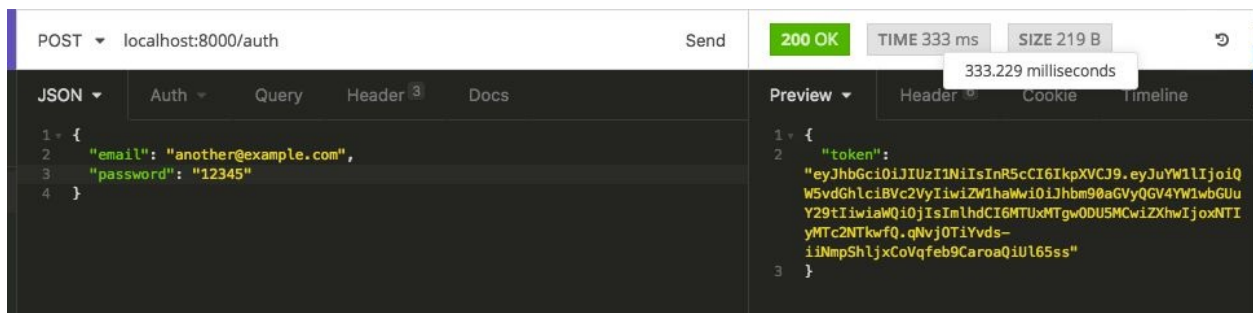 POST localhost:8000/auth Send 200 OK TIME 333 ms SIZE 219 B
333.229 milliseconds
JSON Auth Query Header 3 Docs Preview Header 6 Cookie Timeline
1 {
2 "email": "another@example.com",
3 "password": "12345"
4 }
1 {
2 "token":
"eyJhbGciOiJIUzI1NiIsInR5cCI6IkpXVCJ9.eyJuYW1lIjoiQ
W5vdGhlciBVc2VyIiwiZW1haWwiOiJhbm90aGVyQGV4YW1wbGUu
Y29tIiwiaWQiOjIsImlhdCI6MTUxMTgwODU5MCwiZXhwIjoxNTI
yMTc2NTkwfQ.qNvjOTiYvds-
iiNmpShljxCoVqfeb9CaroaQiUl65ss"
3 }